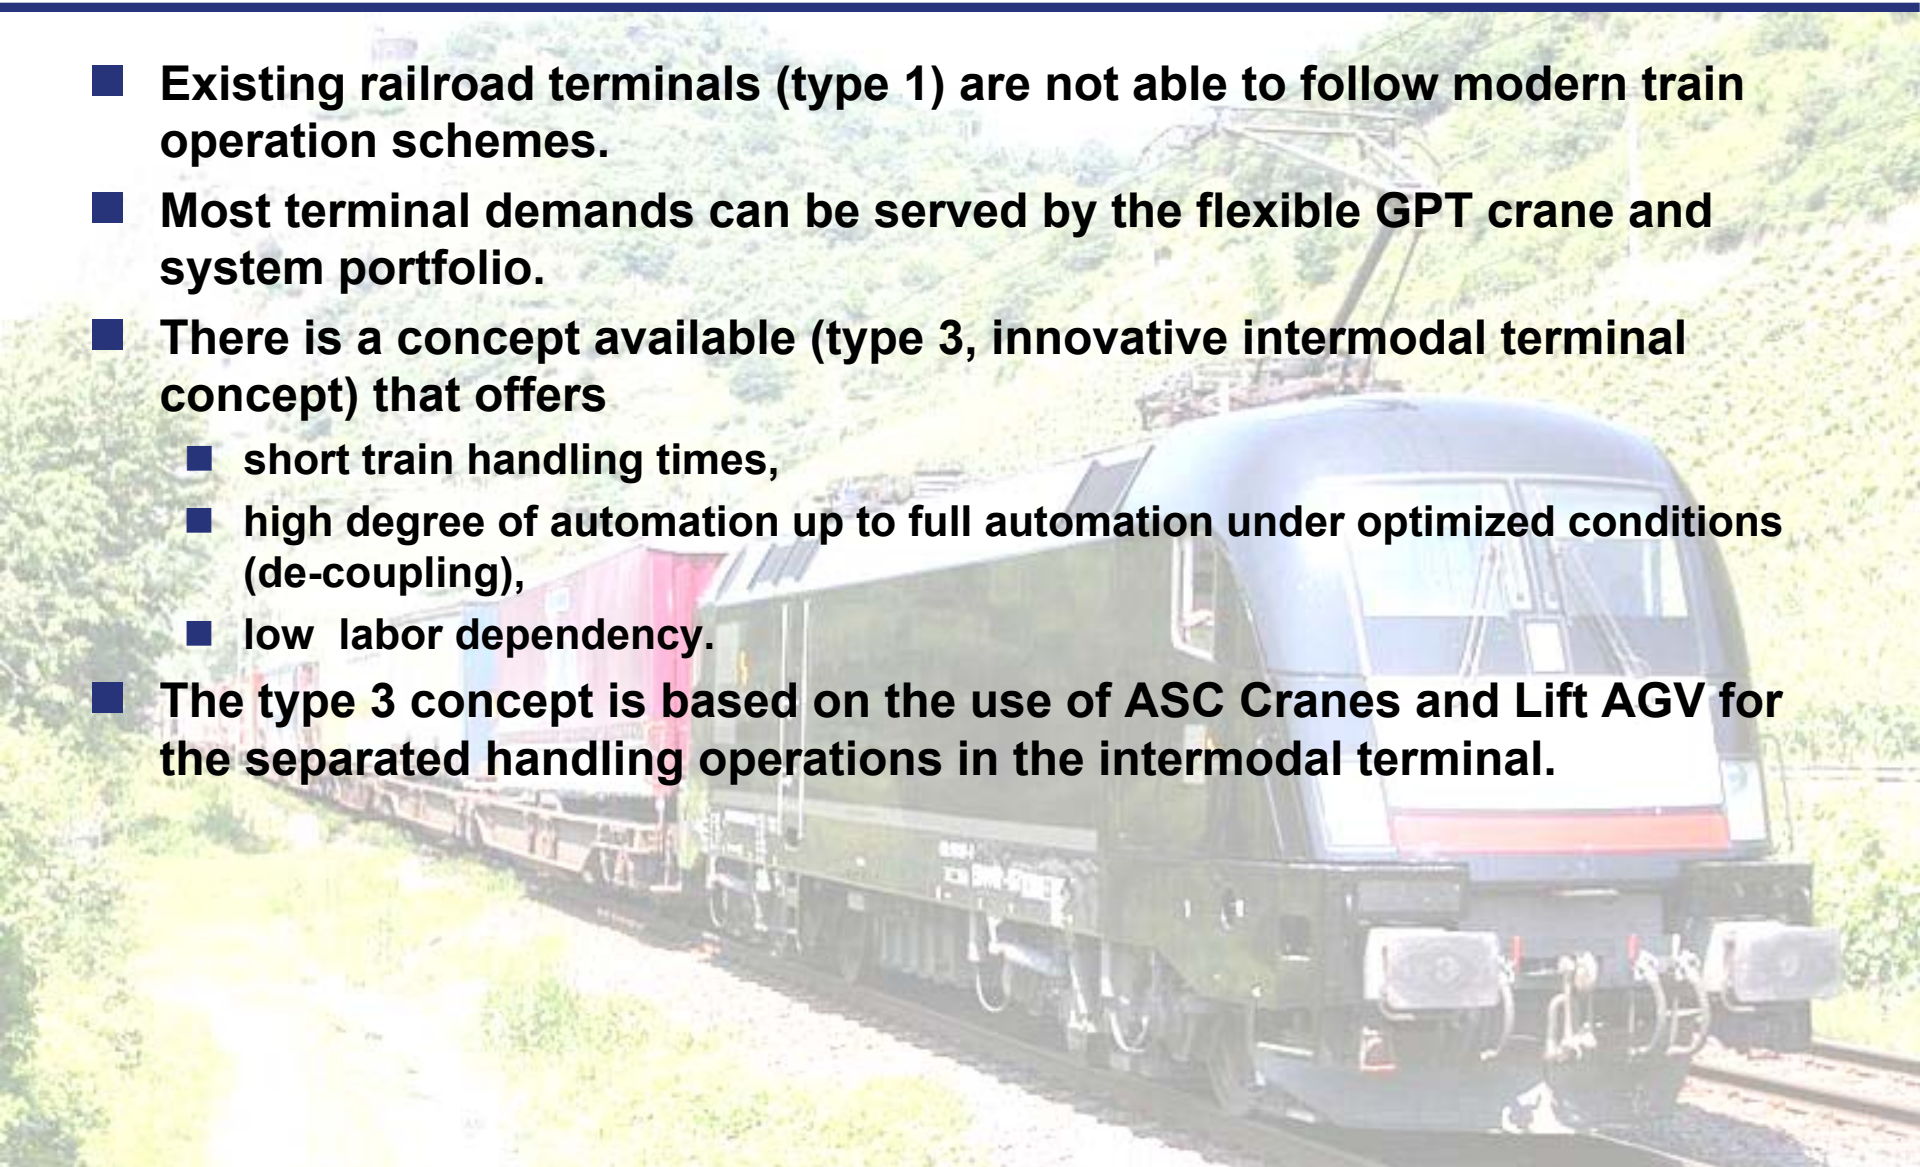 Existing railroad terminals (type 1) are not able to follow modern train
operation schemes.
Most terminal demands can be served by the flexible GPT crane and
system portfolio.
There is a concept available (type 3, innovative intermodal terminal
concept) that offers
short train handling times,
high degree of automation up to full automation under optimized conditions
(de-coupling),
low  labor dependency.
The type 3 concept is based on the use of ASC Cranes and Lift AGV for
the separated handling operations in the intermodal terminal.